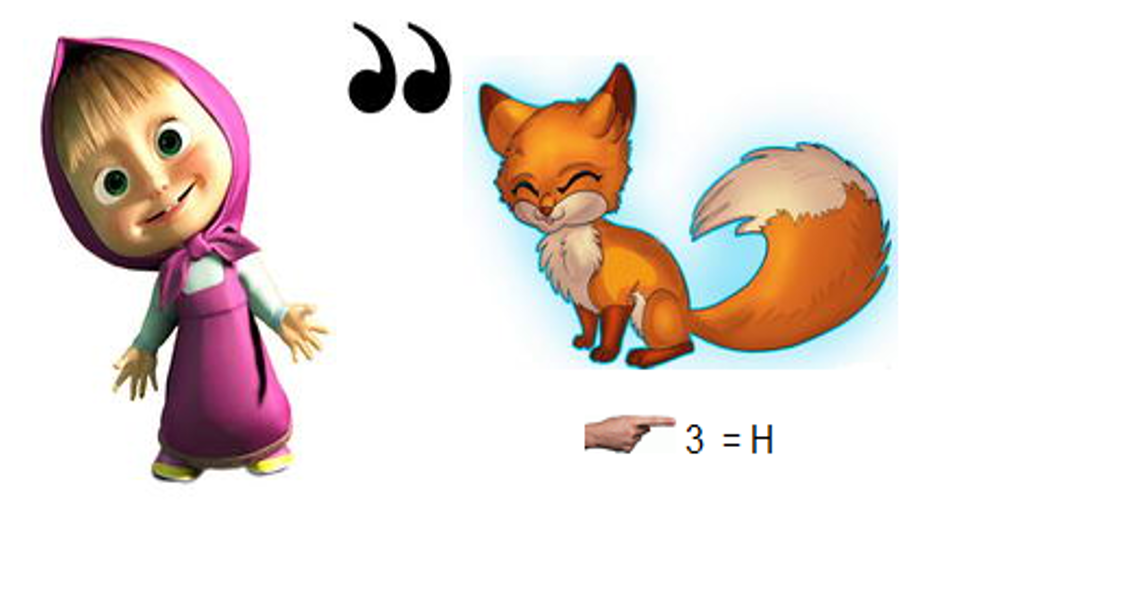 ,,
3 = Н